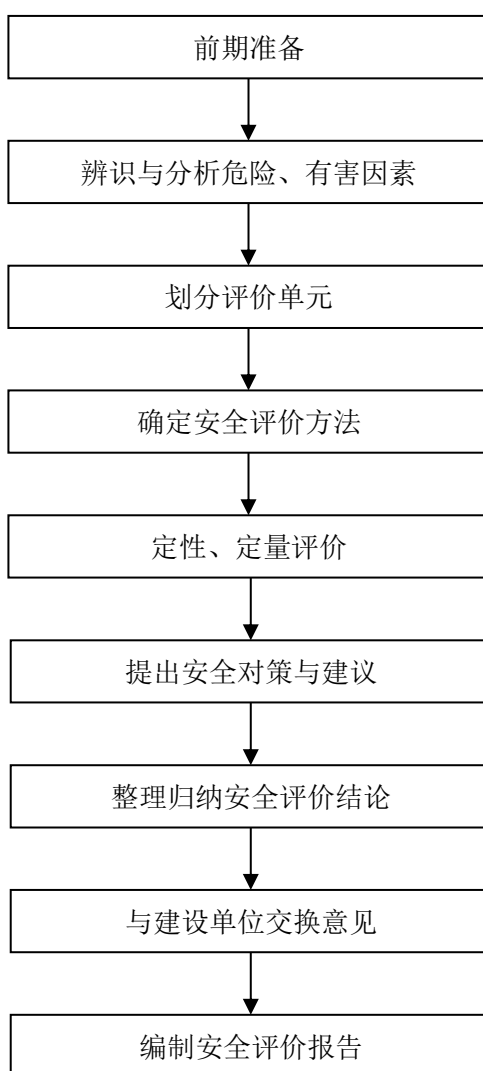 前期准备
辨识与分析危险、有害因素
划分评价单元
确定安全评价方法
定性、定量评价
提出安全对策与建议
整理归纳安全评价结论
与建设单位交换意见
编制安全评价报告